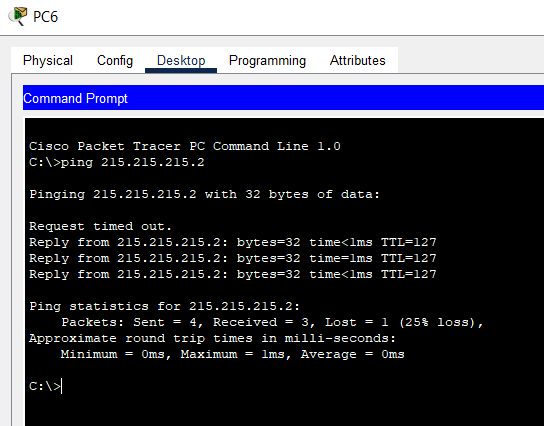 PC6
Physical Config Desktop Programming Attributes
Command Prompt
Cisco Packet Tracer PC Command Line 1.0
C:\>ping 215.215.215.2
Pinging 215.215.215.2 with 32 bytes of data:
Request timed out.
Reply from 215.215.215.2: bytes=32 time<1ms TTL=127
Reply from 215.215.215.2: bytes=32 time=1ms TTL=127
Reply from 215.215.215.2: bytes=32 time<1ms TTL=127
Ping statistics for 215.215.215.2:
Packets: Sent = 4, Received = 3, Lost = 1 (25% loss),
Approximate round trip times in milli-seconds:
Minimum = 0ms, Maximum = 1ms, Average = 0ms
C:\>